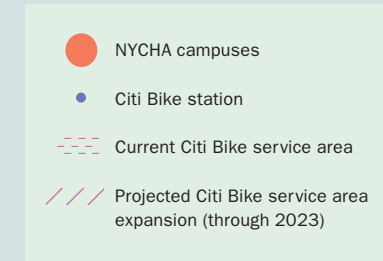 NYCHA campuses
Citi Bike station
Current Citi Bike service area
Projected Citi Bike service area
expansion (through 2023)